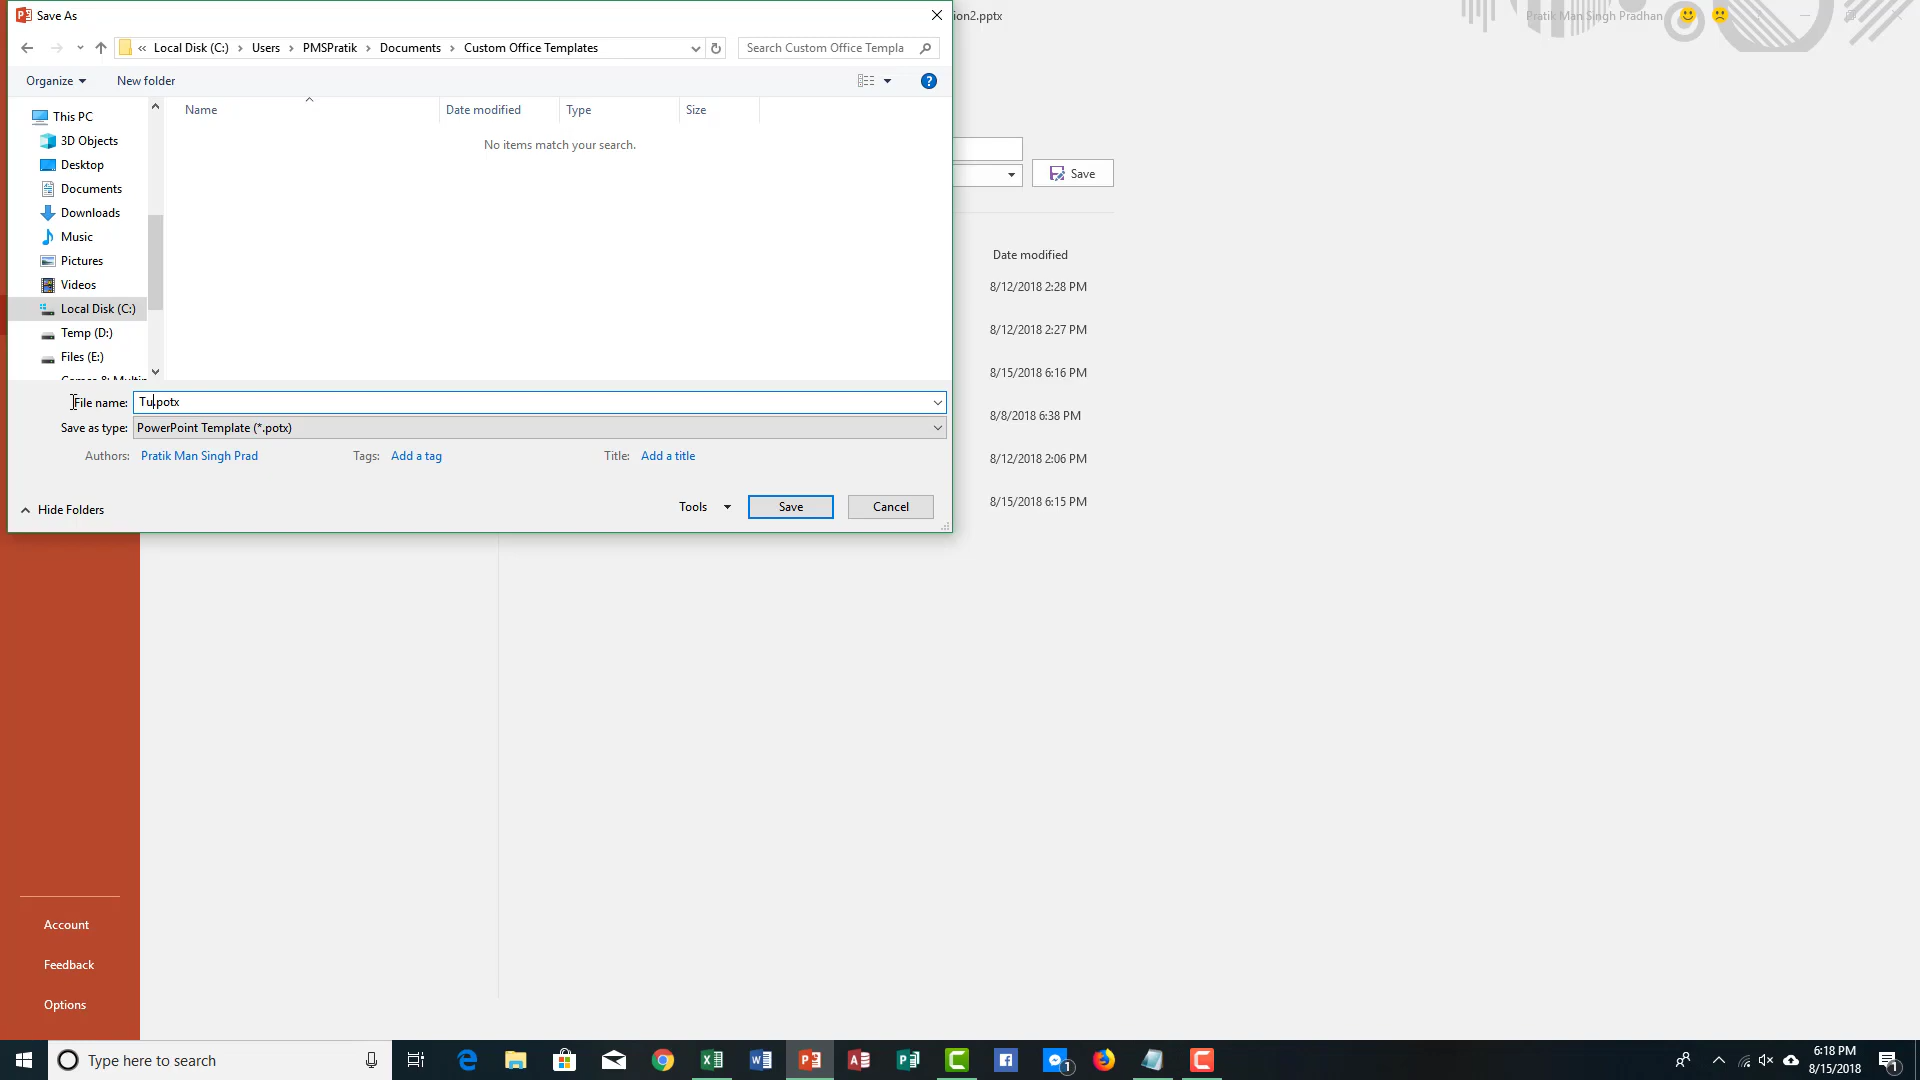 Save As
ion2.pptx
Pratik Man Singh Pradhan
« Local Disk (C:) › Users › PMSPratik › Documents › Custom Office Templates
Search Custom Office Templa
Organize
New folder
Name
Date modified
Type
Size
No items match your search.
This PC
3D Objects
Desktop
Documents
Downloads
Music
Pictures
Videos
Local Disk (C:)
Temp (D:)
Files (E:)
File name: Tu.potx
Save as type: PowerPoint Template (*.potx)
Authors: Pratik Man Singh Prad
Tags: Add a tag
Title: Add a title
Hide Folders
Tools
Save
Cancel
Save
Date modified
8/12/2018 2:28 PM
8/12/2018 2:27 PM
8/15/2018 6:16 PM
8/8/2018 6:38 PM
8/12/2018 2:06 PM
8/15/2018 6:15 PM
Account
Feedback
Options
Type here to search
1
6:18 PM
8/15/2018
1